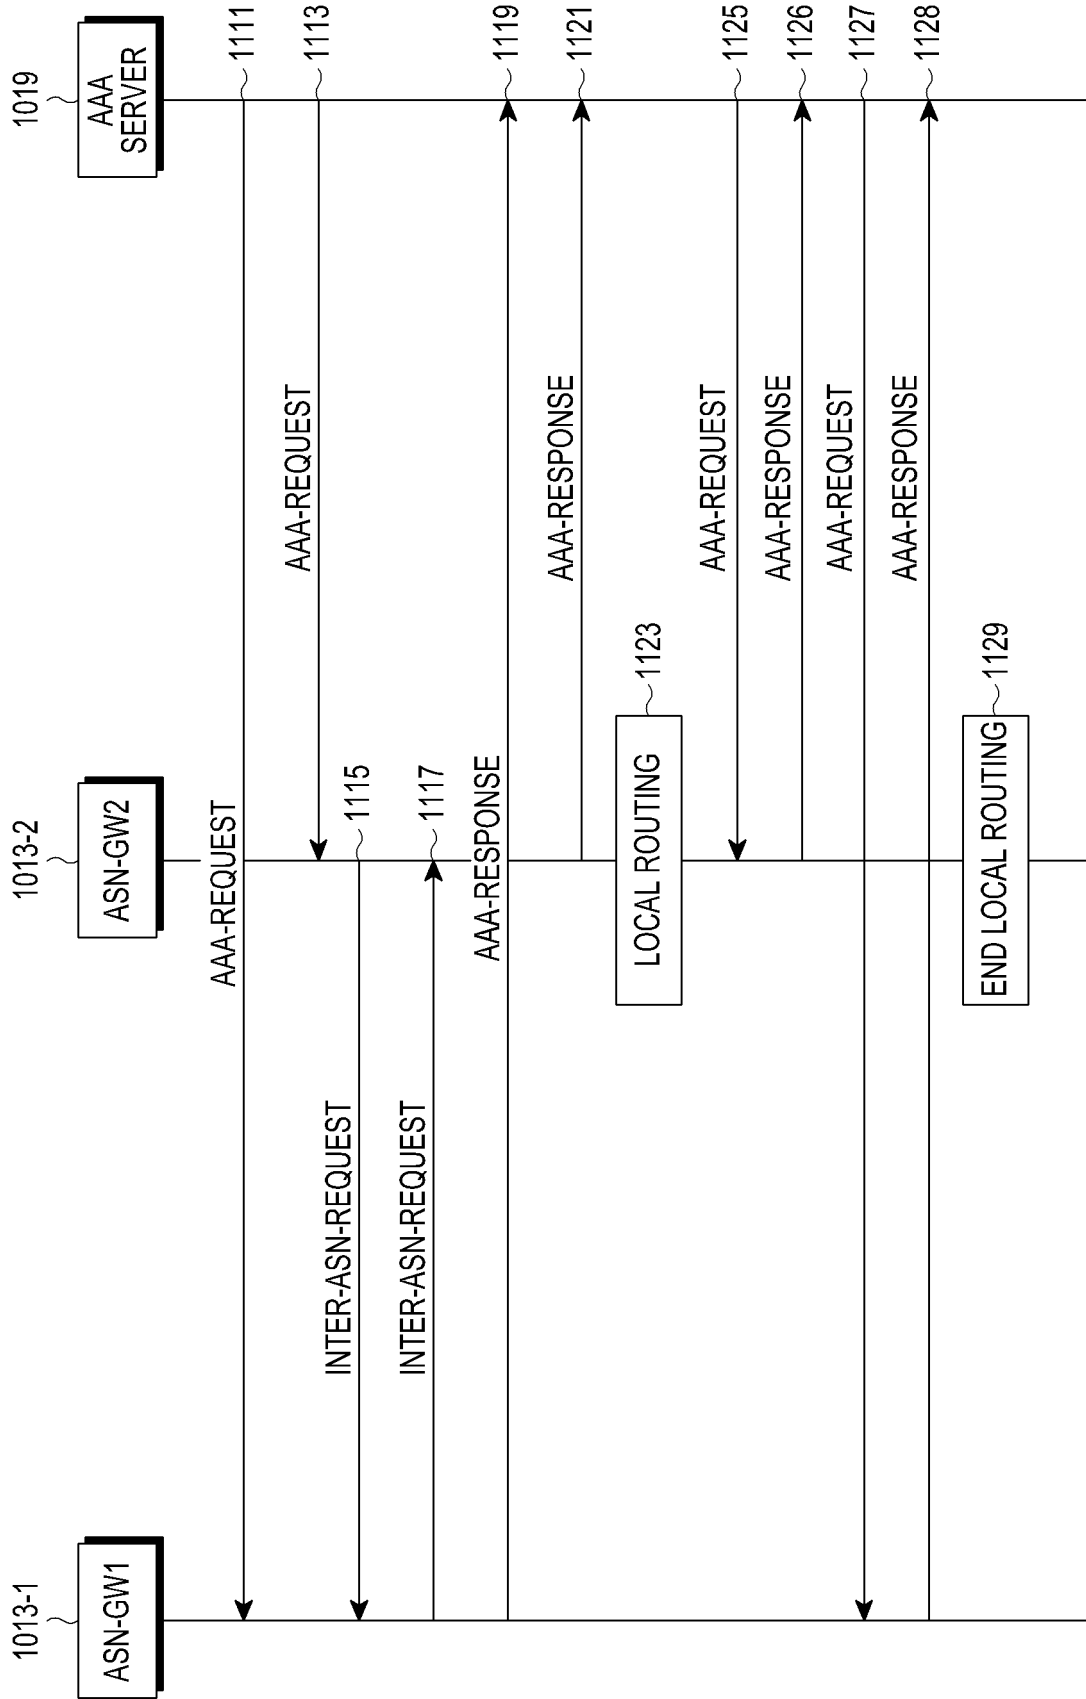 1013-1
1013-2
1019
ASN-GW1
ASN-GW2
AAA
SERVER
AAA-REQUEST
1111
AAA-REQUEST
1113
INTER-ASN-REQUEST
1115
INTER-ASN-REQUEST
1117
AAA-RESPONSE
1119
AAA-RESPONSE
1121
LOCAL ROUTING
1123
AAA-REQUEST
1125
AAA-RESPONSE
1126
AAA-REQUEST
1127
AAA-RESPONSE
1128
END LOCAL ROUTING
1129